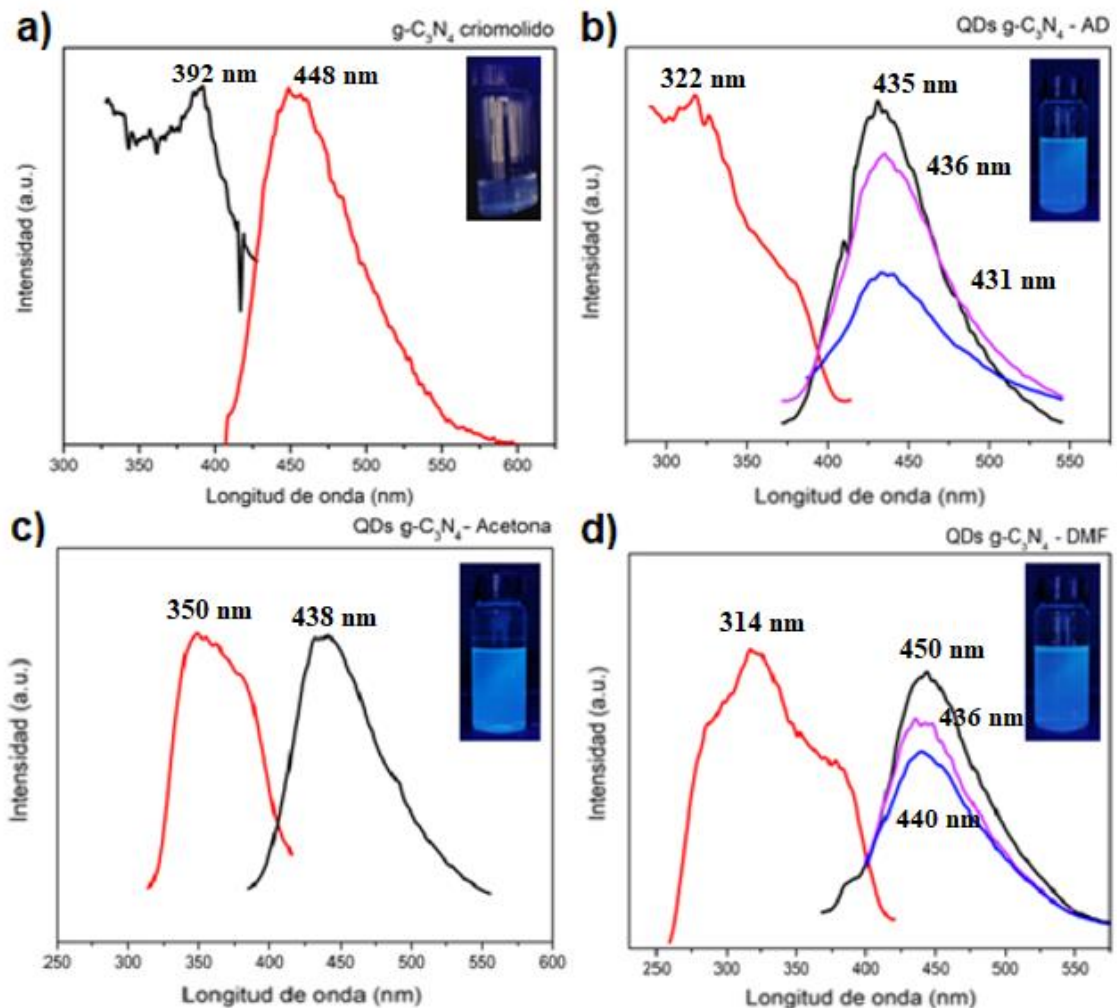 a)
g-C₃N₄ criomolido
392 nm
448 nm
Intensidad (a.u.)
300 350 400 450 500 550 600
Longitud de onda (nm)
b)
QDs g-C₃N₄ - AD
322 nm
435 nm
436 nm
431 nm
Intensidad (a.u.)
300 350 400 450 500 550
Longitud de onda (nm)
c)
QDs g-C₃N₄- Acetona
350 nm
438 nm
Intensidad (a.u.)
250 300 350 400 450 500 550 600
Longitud de onda (nm)
d)
QDs g-C₃N₄ - DMF
314 nm
450 nm
436 nm
440 nm
Intensidad (a.u.)
250 300 350 400 450 500 550
Longitud de onda (nm)